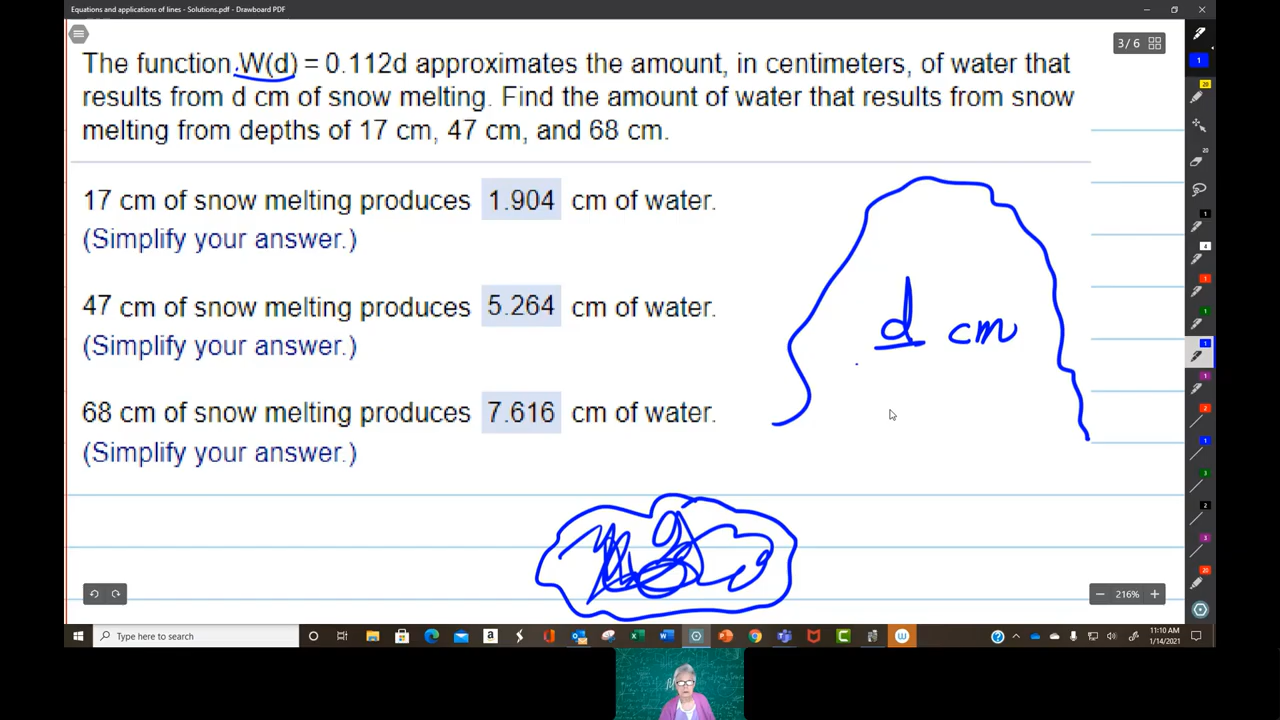 Equations and applications of lines - Solutions.pdf - Drawboard PDF
3/6
The function W(d) = 0.112d approximates the amount, in centimeters, of water that
results from d cm of snow melting. Find the amount of water that results from snow
melting from depths of 17 cm, 47 cm, and 68 cm.
17 cm of snow melting produces 1.904 cm of water.
(Simplify your answer.)
47 cm of snow melting produces 5.264 cm of water.
(Simplify your answer.)
68 cm of snow melting produces 7.616 cm of water.
(Simplify your answer.)
d cm
216%
Type here to search
11:10 AM
1/14/2021